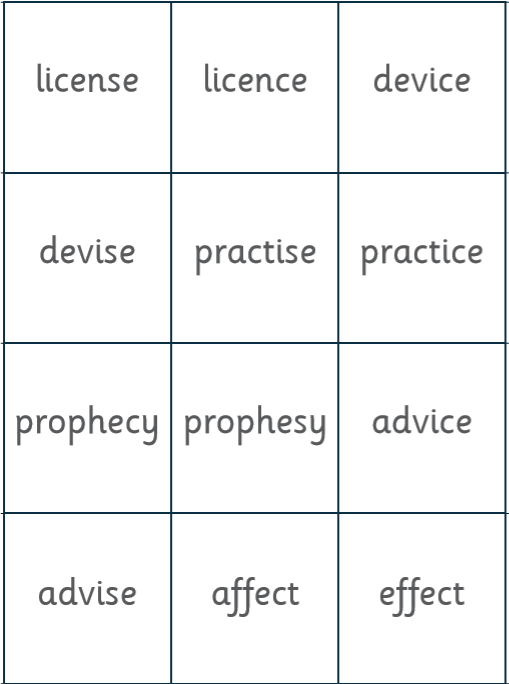 license licence device
devise practise practice
prophecy prophesy advice
advise affect effect